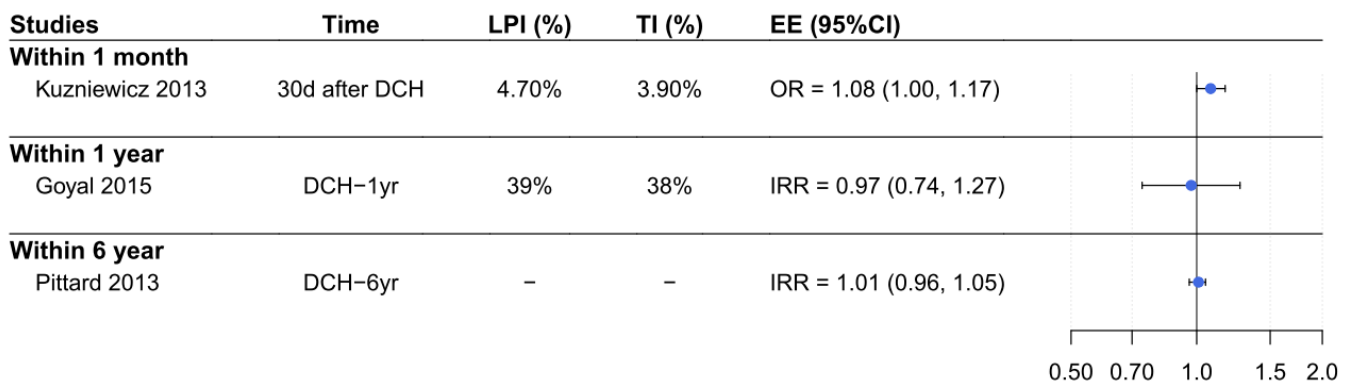 Studies Time LPI (%) TI (%) EE (95%CI)
Within 1 month
Kuzniewicz 2013 30d after DCH 4.70% 3.90% OR = 1.08 (1.00, 1.17)
Within 1 year
Goyal 2015 DCH−1yr 39% 38% IRR = 0.97 (0.74, 1.27)
Within 6 year
Pittard 2013 DCH−6yr − − IRR = 1.01 (0.96, 1.05)
0.50 0.70 1.0 1.5 2.0